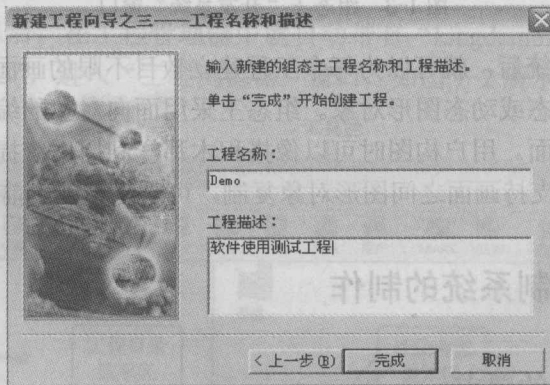 新建工程向导之三——工程名称和描述
输入新建的组态王工程名称和工程描述。
单击“完成”开始创建工程。
工程名称：
Demo
工程描述：
软件使用测试工程
<上一步(B)
完成
取消